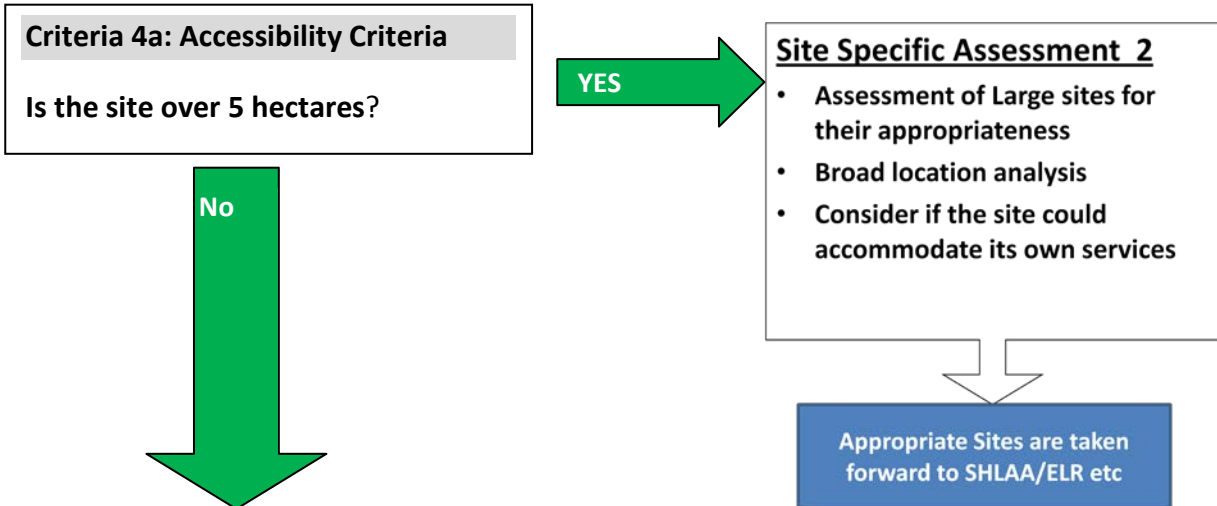 Criteria 4a: Accessibility Criteria
Is the site over 5 hectares?
YES
No
Site Specific Assessment 2
• Assessment of Large sites for
their appropriateness
• Broad location analysis
• Consider if the site could
accommodate its own services
Appropriate Sites are taken
forward to SHLAA/ELR etc